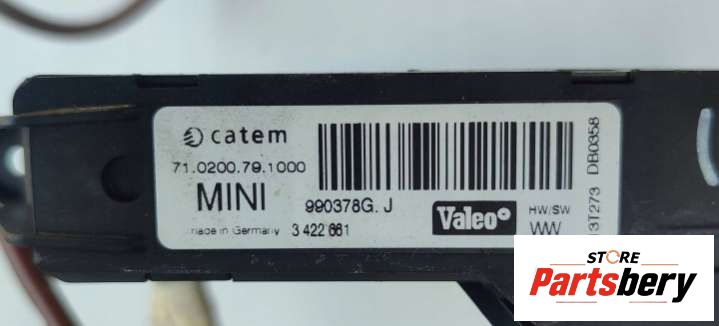 catem
71.0200.79.1000
MINI
990378G. J
Valeo
HW/SW
WW
made in Germany
3 422 661
13T273 DB0358
STORE
Partsbery